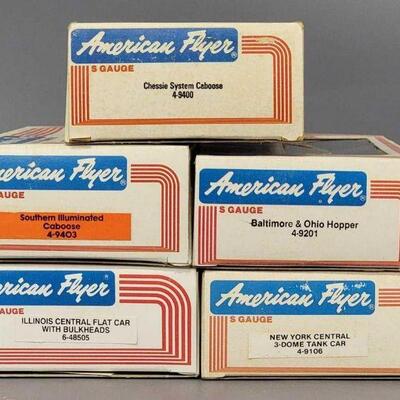 American Flyer®
S GAUGE
Chessie System Caboose
4-9400
American Flyer®
GAUGE
Southern Illuminated
Caboose
4-9403
American Flyer®
S GAUGE
Baltimore & Ohio Hopper
4-9201
American Flyer®
GAUGE
ILLINOIS CENTRAL FLAT CAR
WITH BULKHEADS
6-48505
American Flyer®
S GAUGE
NEW YORK CENTRAL
3-DOME TANK CAR
4-9106